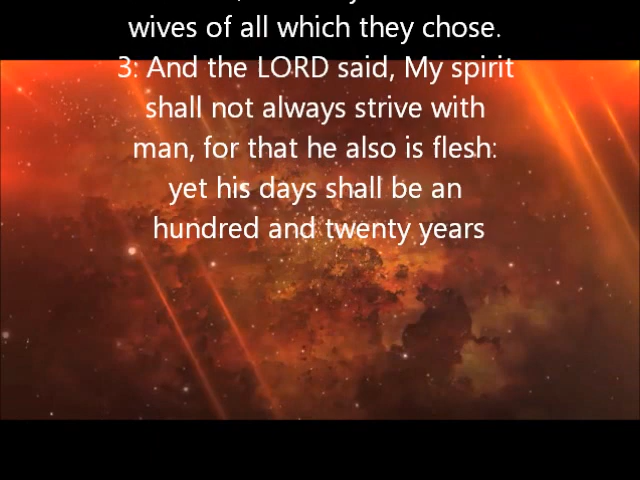 wives of all which they chose.
3: And the LORD said, My spirit
shall not always strive with
man, for that he also is flesh:
yet his days shall be an
hundred and twenty years